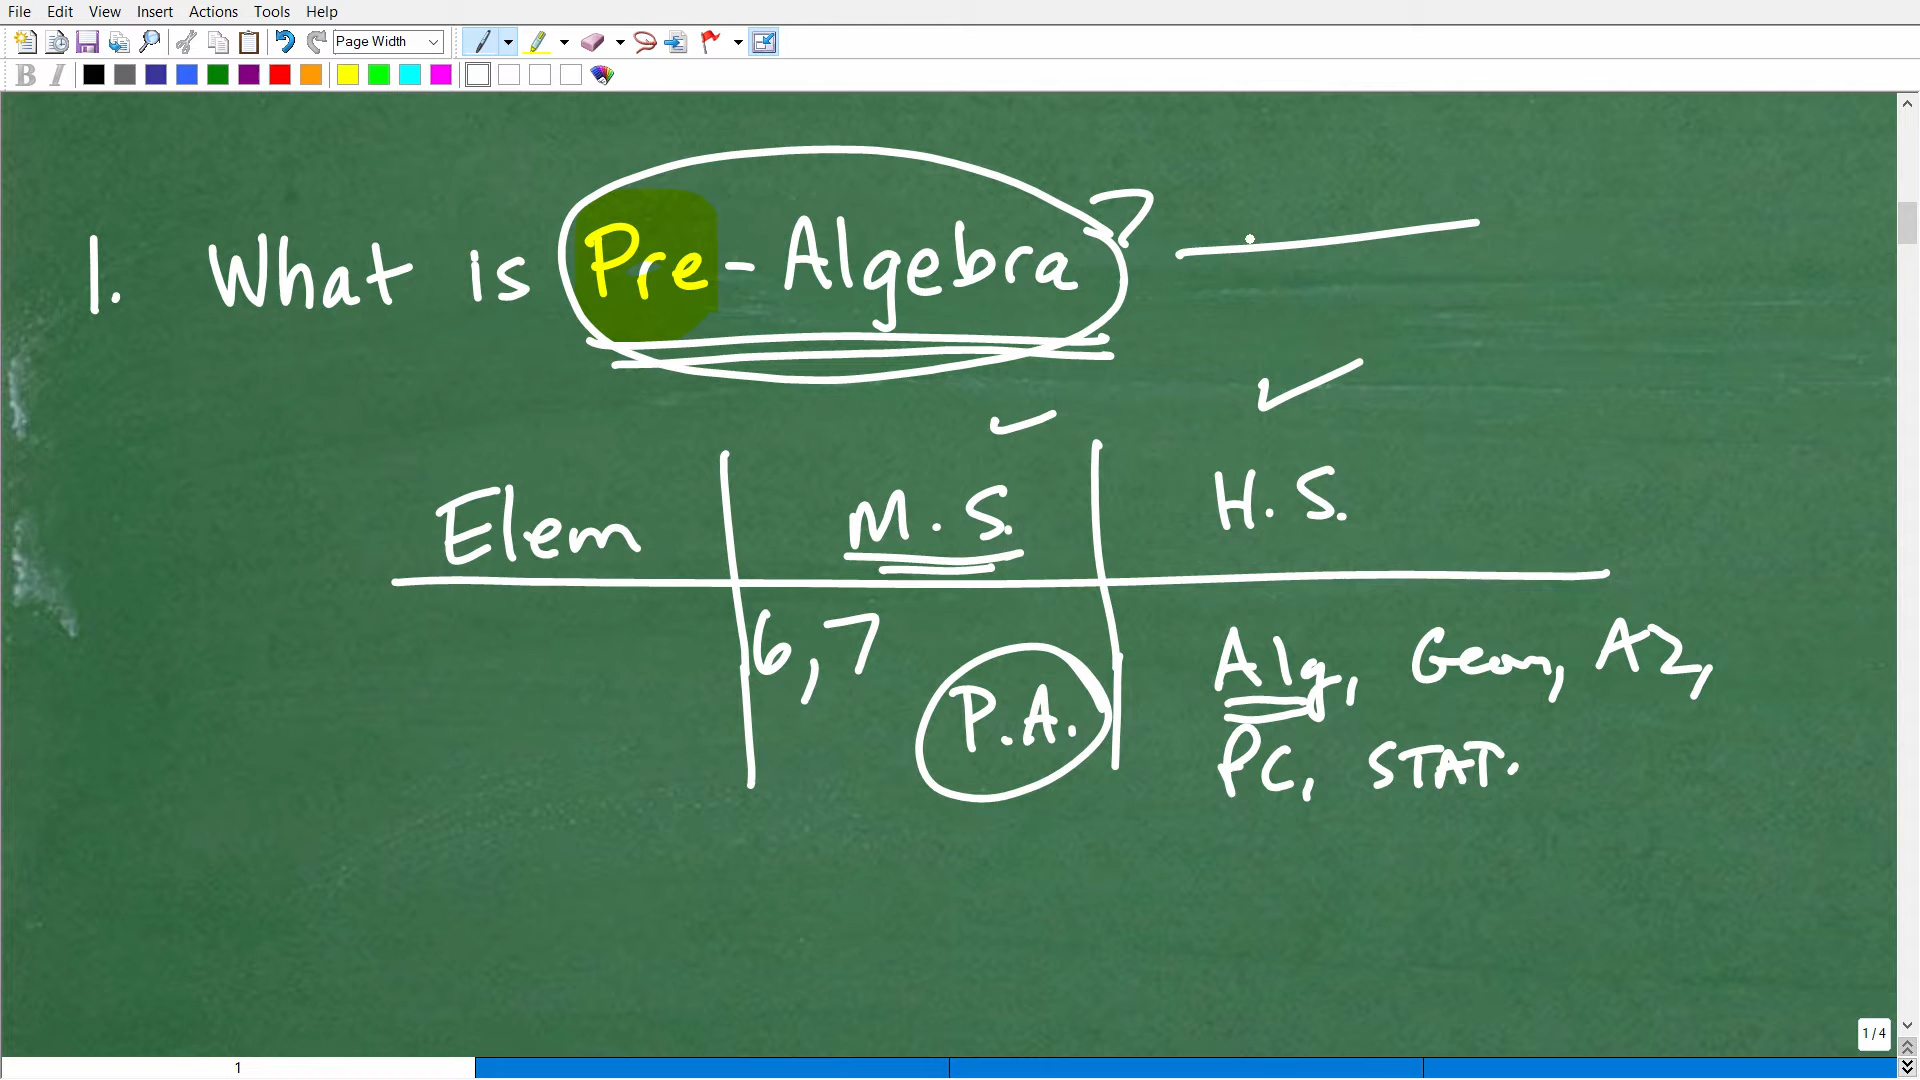 File Edit View Insert Actions Tools Help
Page Width
B I
1. What is Pre-Algebra?
Elem M.S. H.S.
6,7 P.A. Alg, Geom, A2,
PC, STAT.
1 / 4
1